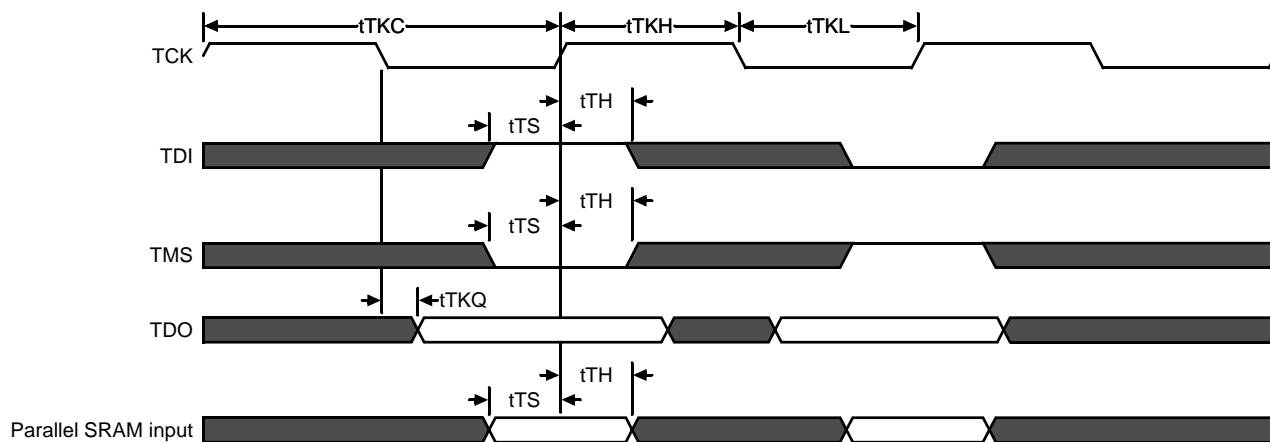 tTKC
tTKH
tTKL
TCK
tTH
tTS
TDI
tTH
tTS
TMS
tTKQ
TDO
tTH
tTS
Parallel SRAM input